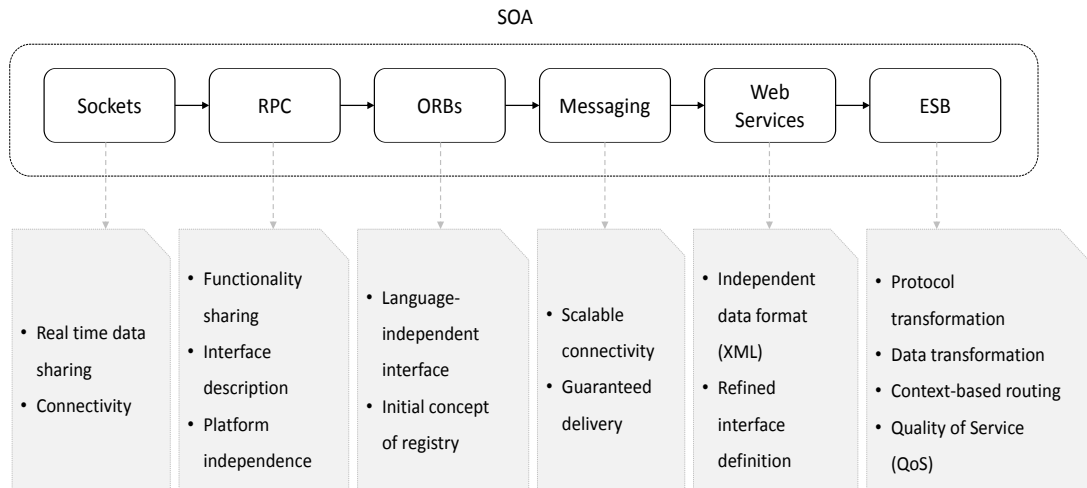 SOA
Sockets
RPC
ORBs
Messaging
Web
Services
ESB
• Real time data
sharing
• Connectivity
• Functionality
sharing
• Interface
description
• Platform
independence
• Language-
independent
interface
• Initial concept
of registry
• Scalable
connectivity
• Guaranteed
delivery
• Independent
data format
(XML)
• Refined
interface
definition
• Protocol
transformation
• Data transformation
• Context-based routing
• Quality of Service
(QoS)